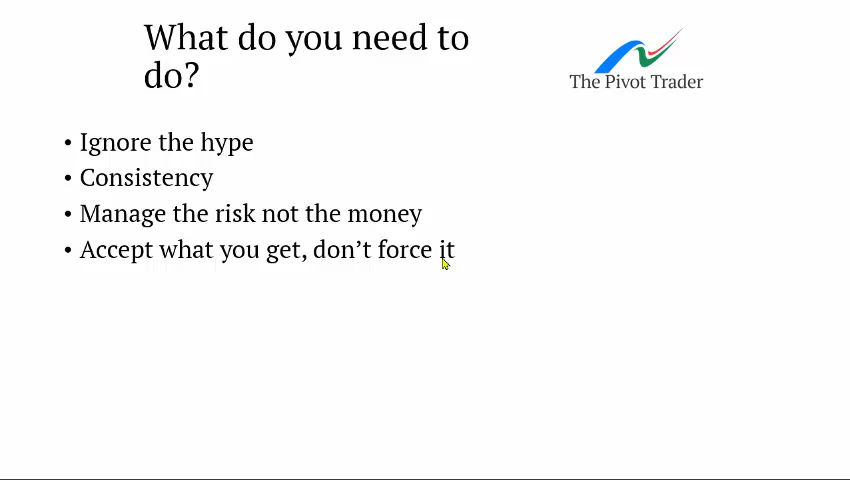 What do you need to
do?
The Pivot Trader
• Ignore the hype
• Consistency
• Manage the risk not the money
• Accept what you get, don’t force it